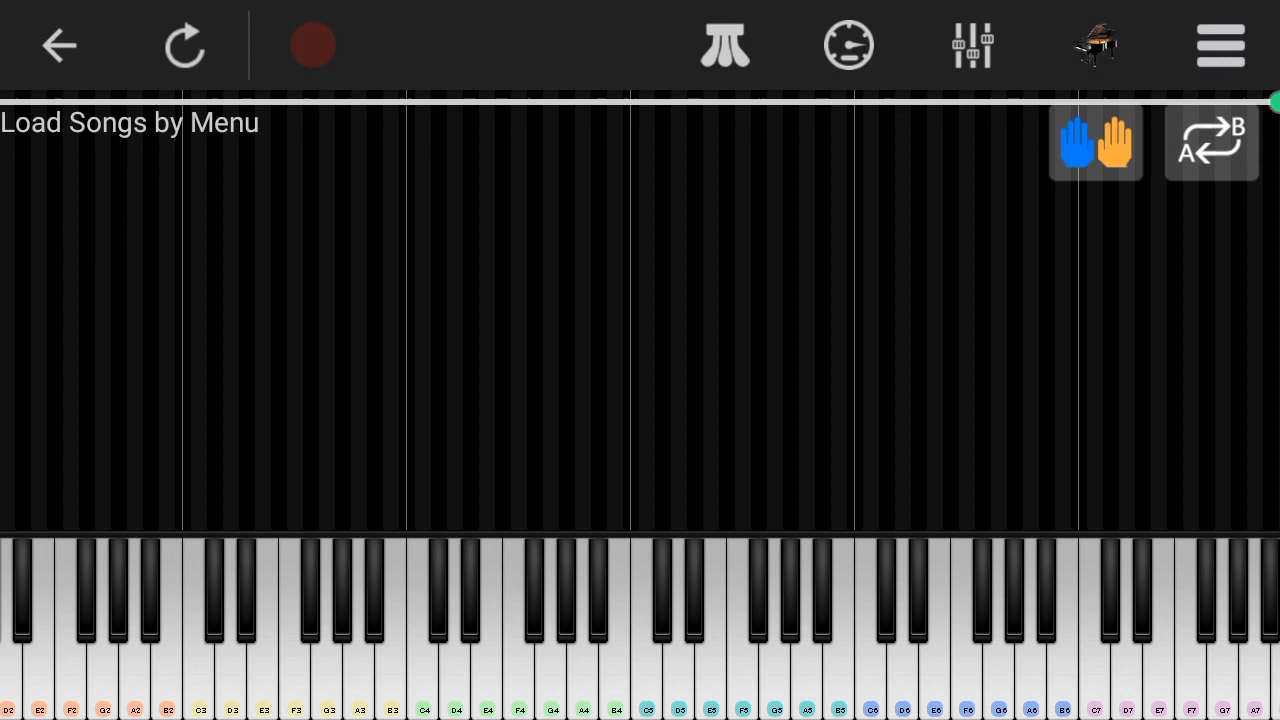 Load Songs by Menu
A B
D2 E2 F2 G2 A2 B2 C3 D3 E3 F3 G3 A3 B3 C4 D4 E4 F4 G4 A4 B4 C5 D5 E5 F5 G5 A5 B5 C6 D6 E6 F6 G6 A6 B6 C7 D7 E7 F7 G7 A7